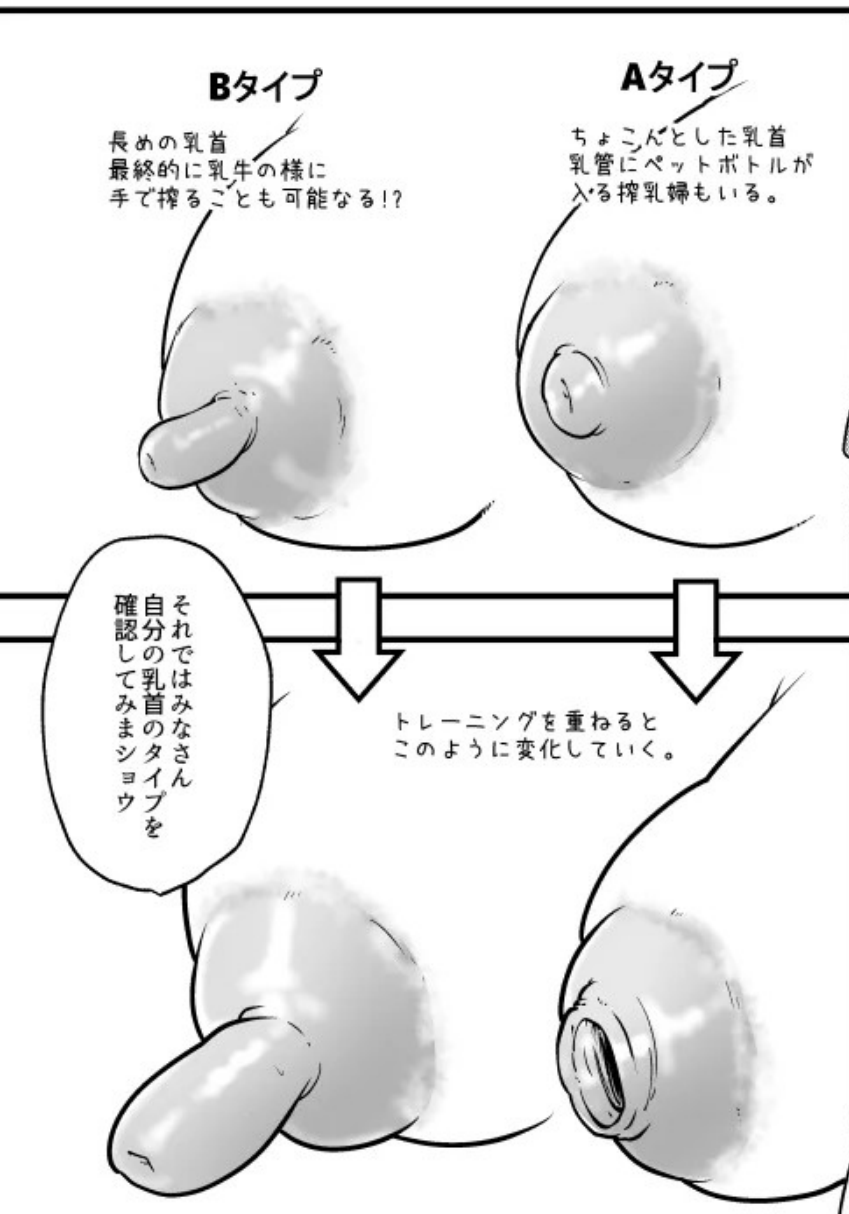 Aタイプ
ちょこんとした乳首
乳管にペットボトルが
入る搾乳婦もいる。
Bタイプ
長めの乳首
最終的に乳牛の様に
手で搾ることも可能なる!?
トレーニングを重ねると
このように変化していく。
それではみなさん
自分の乳首のタイプを
確認してみまショウ